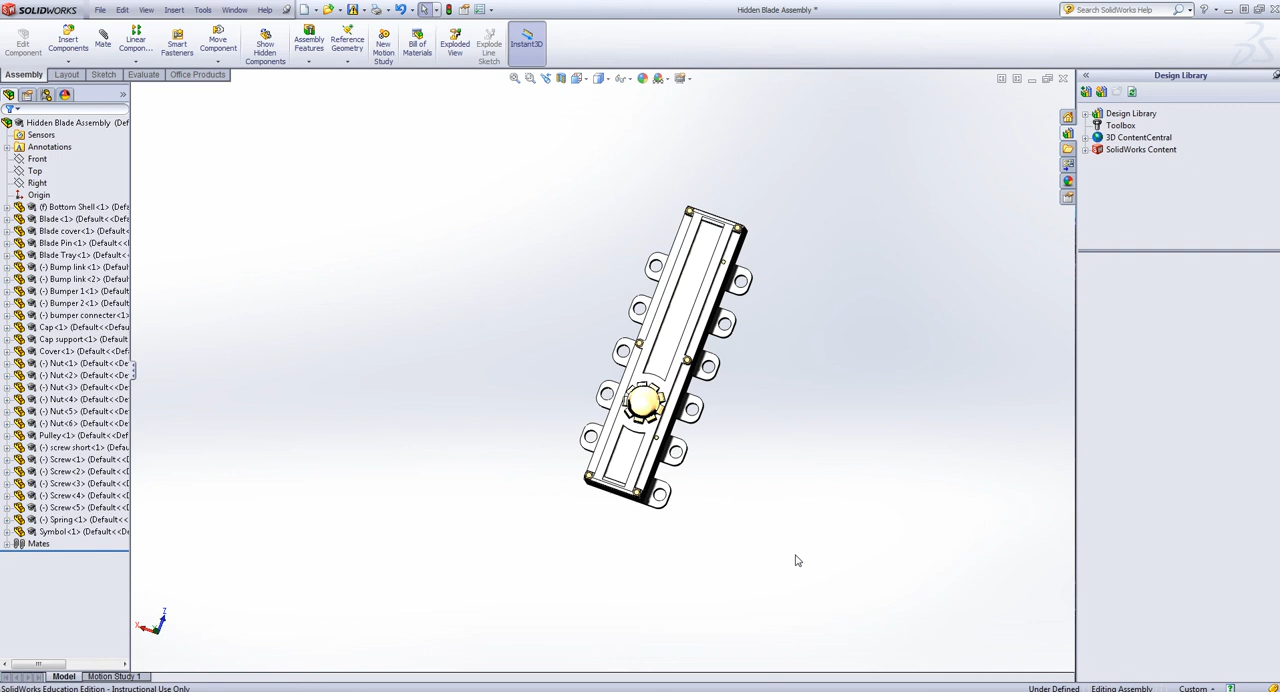 SOLIDWORKS File Edit View Insert Tools Window Help Hidden Blade Assembly * Search SolidWorks Help
Edit Component Insert Components Mate Linear Compon... Smart Fasteners Move Component Show Hidden Components Assembly Features Reference Geometry New Motion Study Bill of Materials Exploded View Explode Line Sketch Instant3D
Assembly Layout Sketch Evaluate Office Products
Design Library
Hidden Blade Assembly (Def
Sensors
Annotations
Front
Top
Right
Origin
(f) Bottom Shell<1> (Defa
Blade<1> (Default<<Defa
Blade cover<1> (Default<
Blade Pin<1> (Default<<D
Blade Tray<1> (Default<<
(-) Bump link<1> (Default
(-) Bump link<2> (Default
(-) Bumper 1<1> (Default
(-) Bumper 2<1> (Default
(-) bumper connecter<1>
Cap<1> (Default<<Defau
Cap support<1> (Default
Cover<1> (Default<<Def
(-) Nut<1> (Default<<De
(-) Nut<2> (Default<<De
(-) Nut<3> (Default<<De
(-) Nut<4> (Default<<De
(-) Nut<5> (Default<<De
(-) Nut<6> (Default<<De
Pulley<1> (Default<<Def
(-) screw short<1> (Defa
(-) Screw<1> (Default<<
(-) Screw<2> (Default<<
(-) Screw<3> (Default<<
(-) Screw<4> (Default<<
(-) Screw<5> (Default<<
(-) Spring<1> (Default<<
Symbol<1> (Default<<D
Mates
Design Library
Toolbox
3D ContentCentral
SolidWorks Content
Z
X
Model Motion Study 1
SolidWorks Education Edition - Instructional Use Only Under Defined Editing Assembly Custom